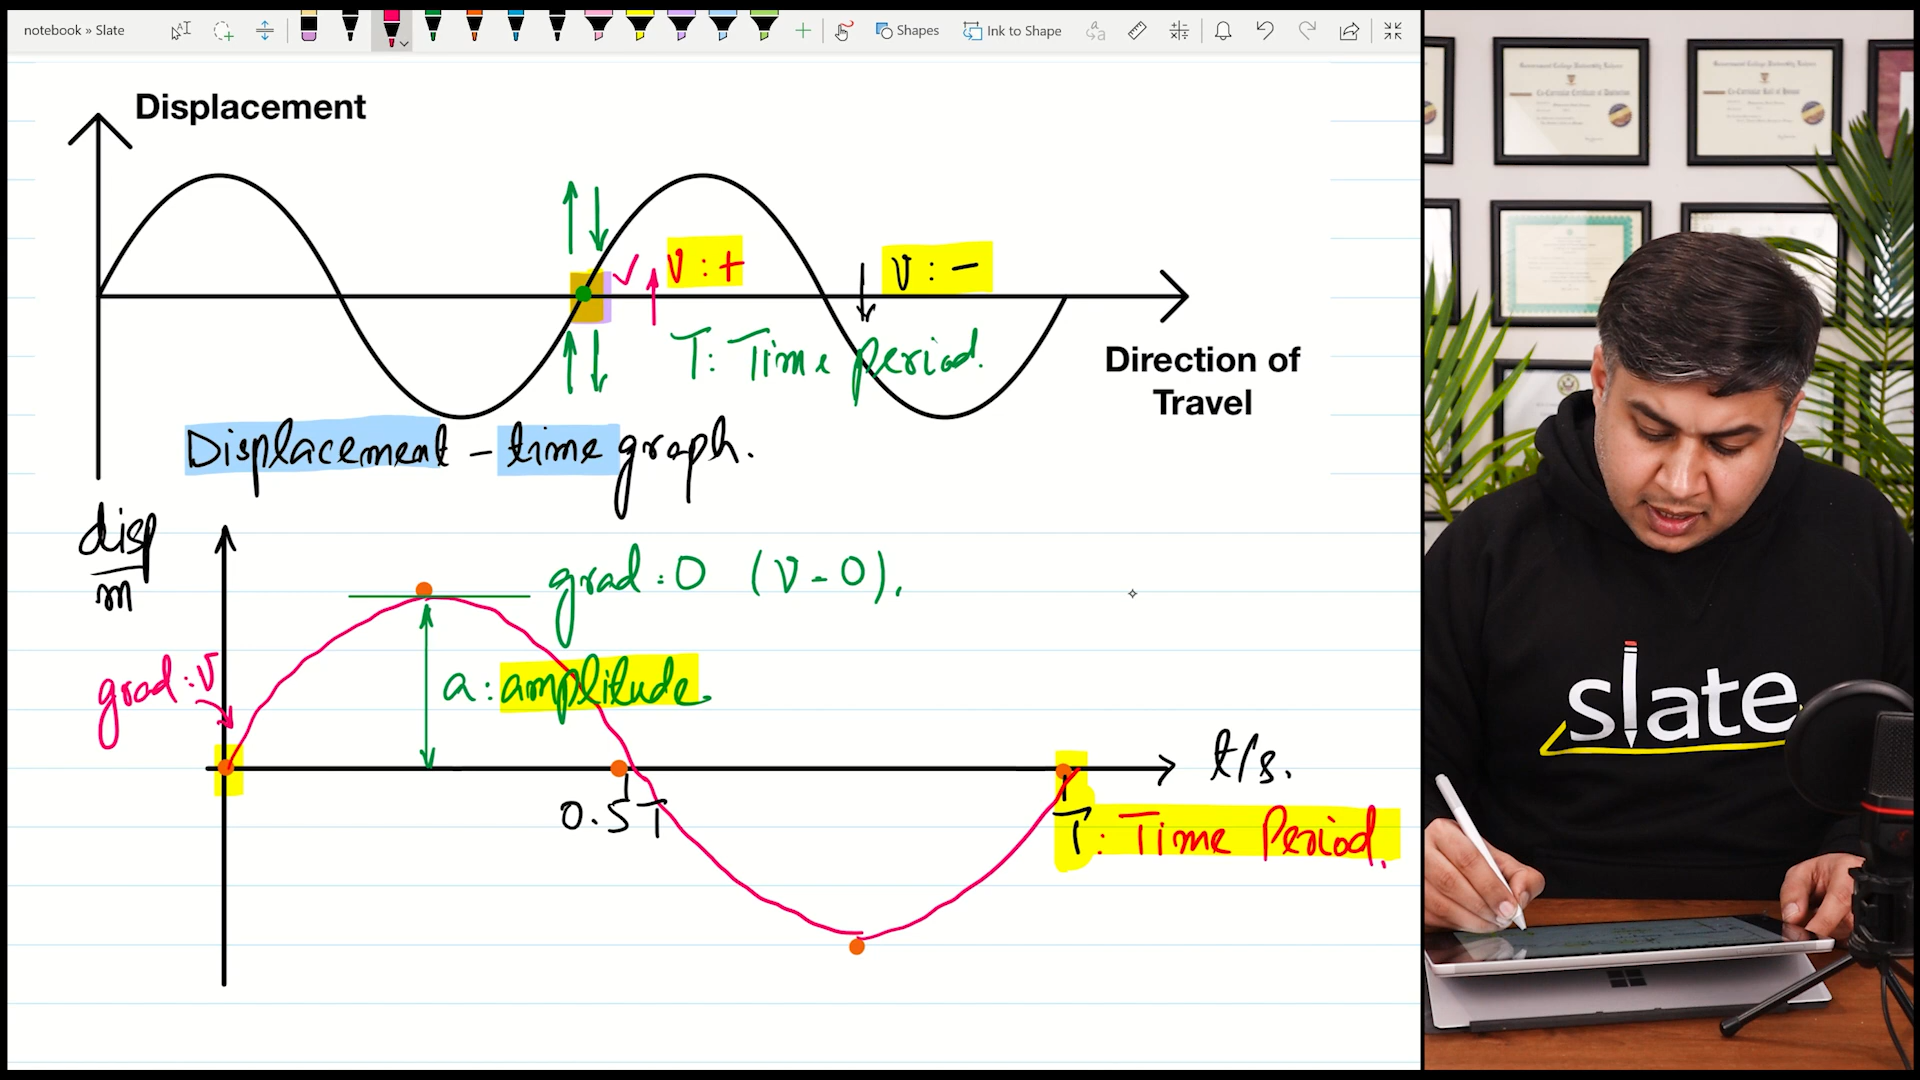 notebook » Slate
Shapes
Ink to Shape
Displacement
v : +
v : -
T: Time period.
Direction of
Travel
Displacement - time graph.
disp
m
grad : 0 (v - 0).
grad : v
a : amplitude.
t/s.
0.5T
T : Time Period.
slate